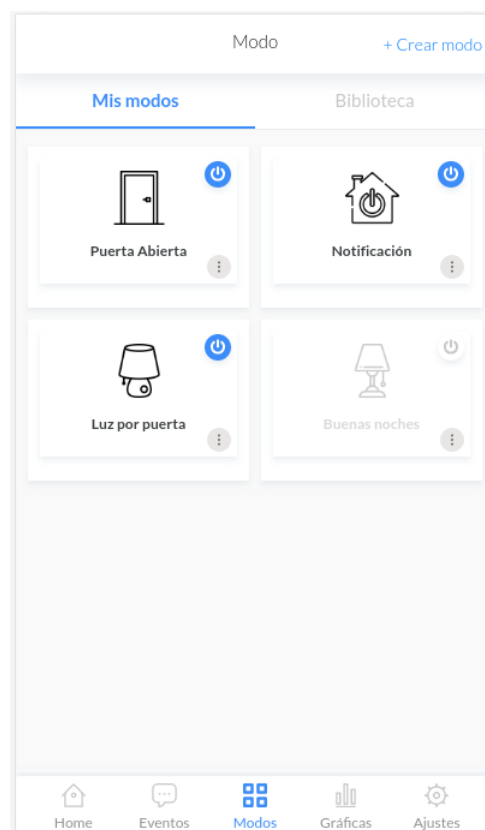 Modo
+ Crear modo
Mis modos
Biblioteca
Puerta Abierta
Notificación
Luz por puerta
Buenas noches
Home
Eventos
Modos
Gráficas
Ajustes